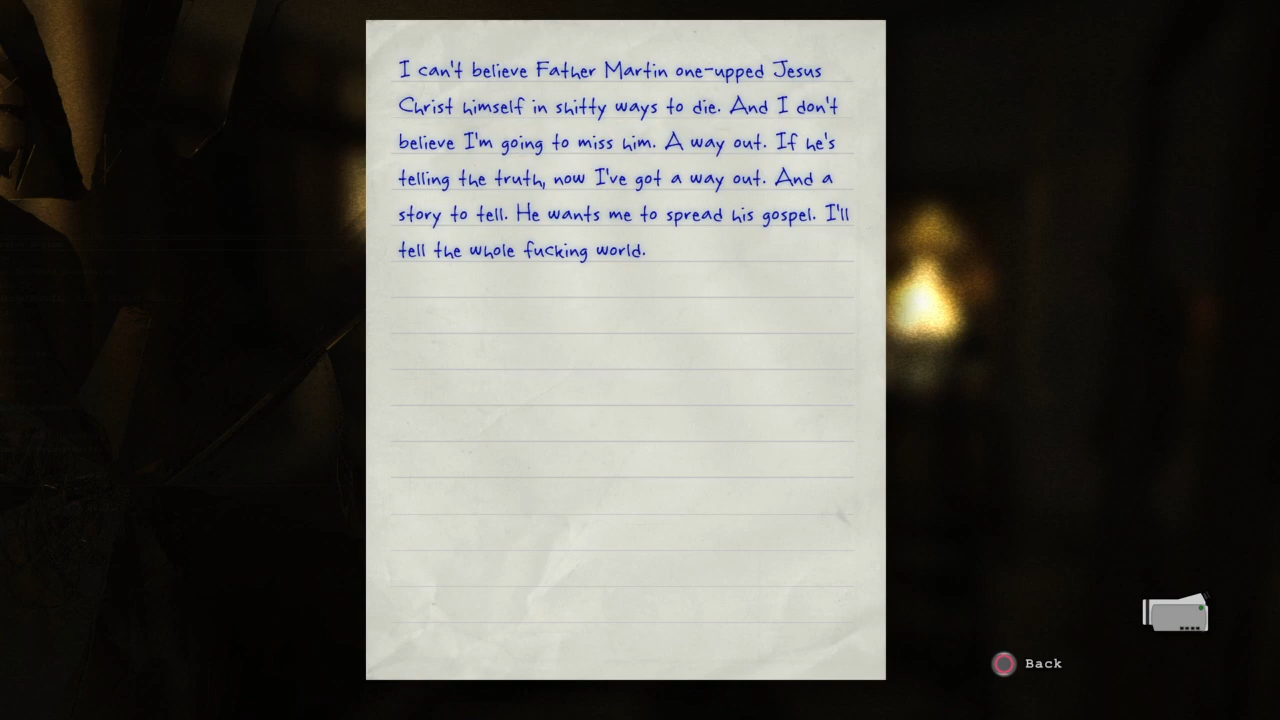 I can't believe Father Martin one-upped Jesus
Christ himself in shitty ways to die. And I don't
believe I'm going to miss him. A way out. If he's
telling the truth, now I've got a way out. And a
story to tell. He wants me to spread his gospel. I'll
tell the whole fucking world.
Back